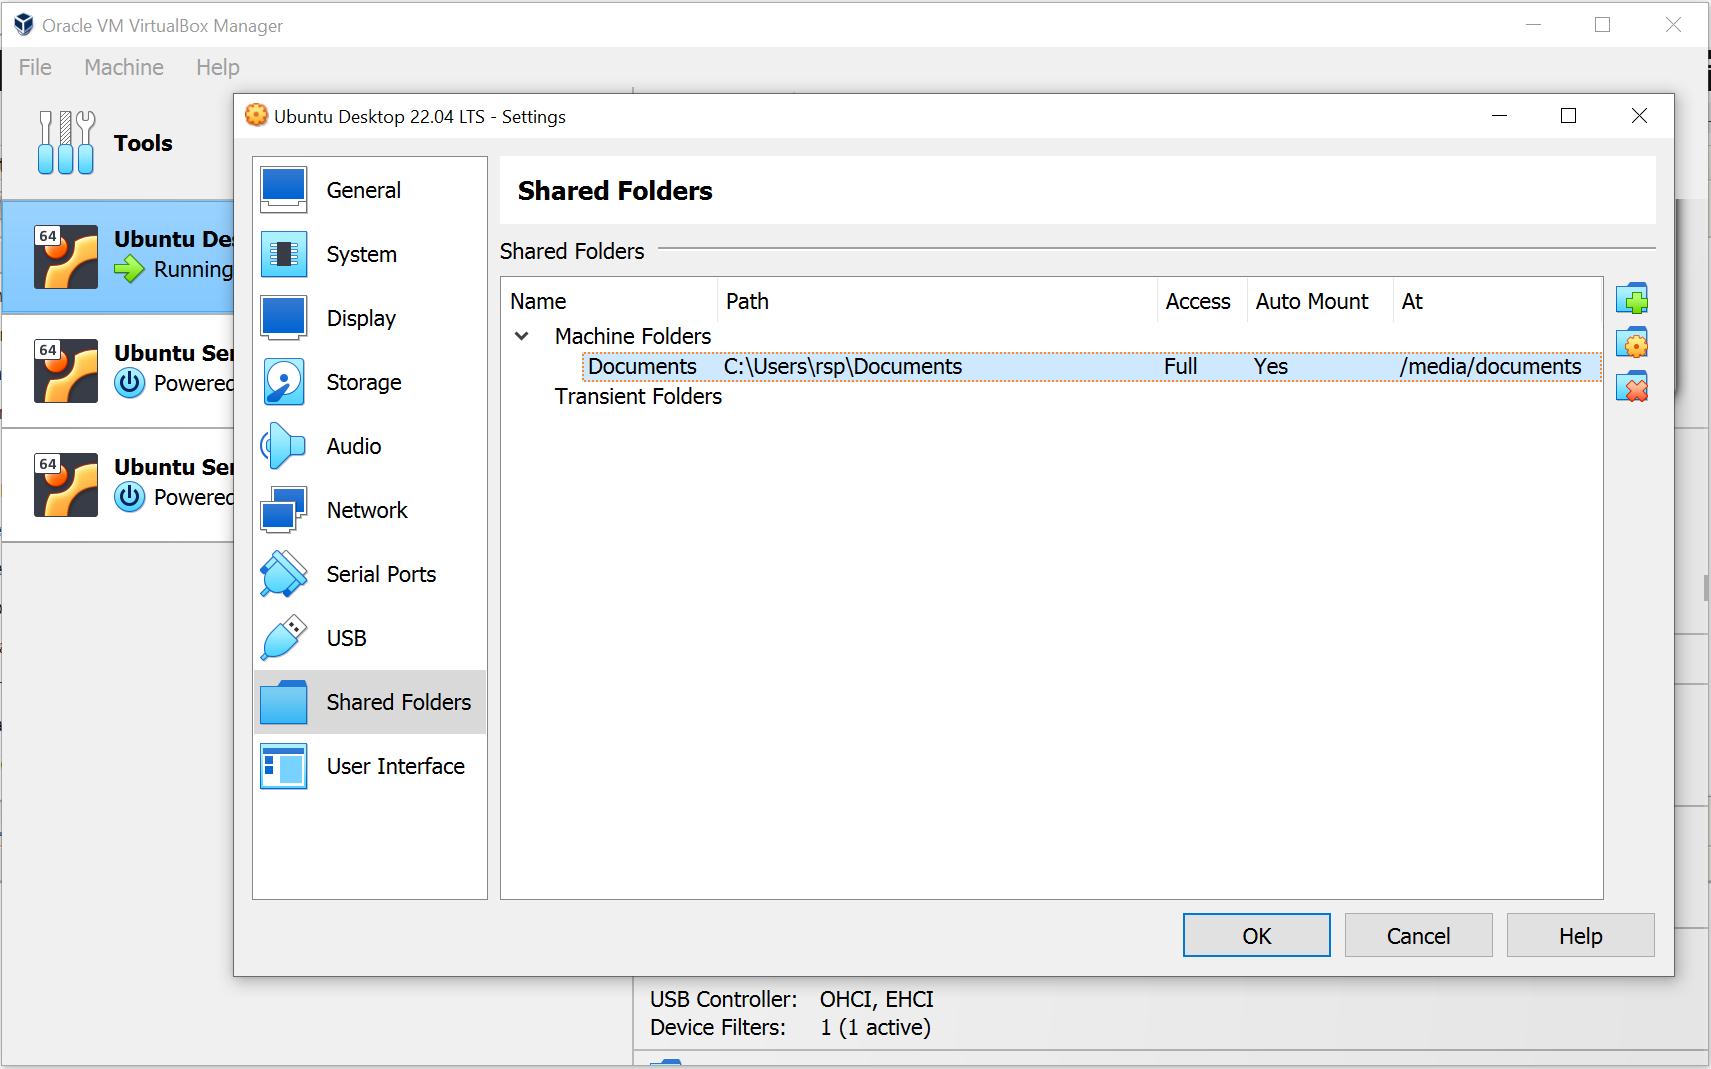 Oracle VM VirtualBox Manager
File Machine Help
Tools
64 Ubuntu Des
Running
64 Ubuntu Ser
Powered
64 Ubuntu Ser
Powered
Ubuntu Desktop 22.04 LTS - Settings
General
System
Display
Storage
Audio
Network
Serial Ports
USB
Shared Folders
User Interface
Shared Folders
Shared Folders
Name Path Access Auto Mount At
Machine Folders
Documents C:\Users\rsp\Documents Full Yes /media/documents
Transient Folders
OK Cancel Help
USB Controller: OHCI, EHCI
Device Filters: 1 (1 active)